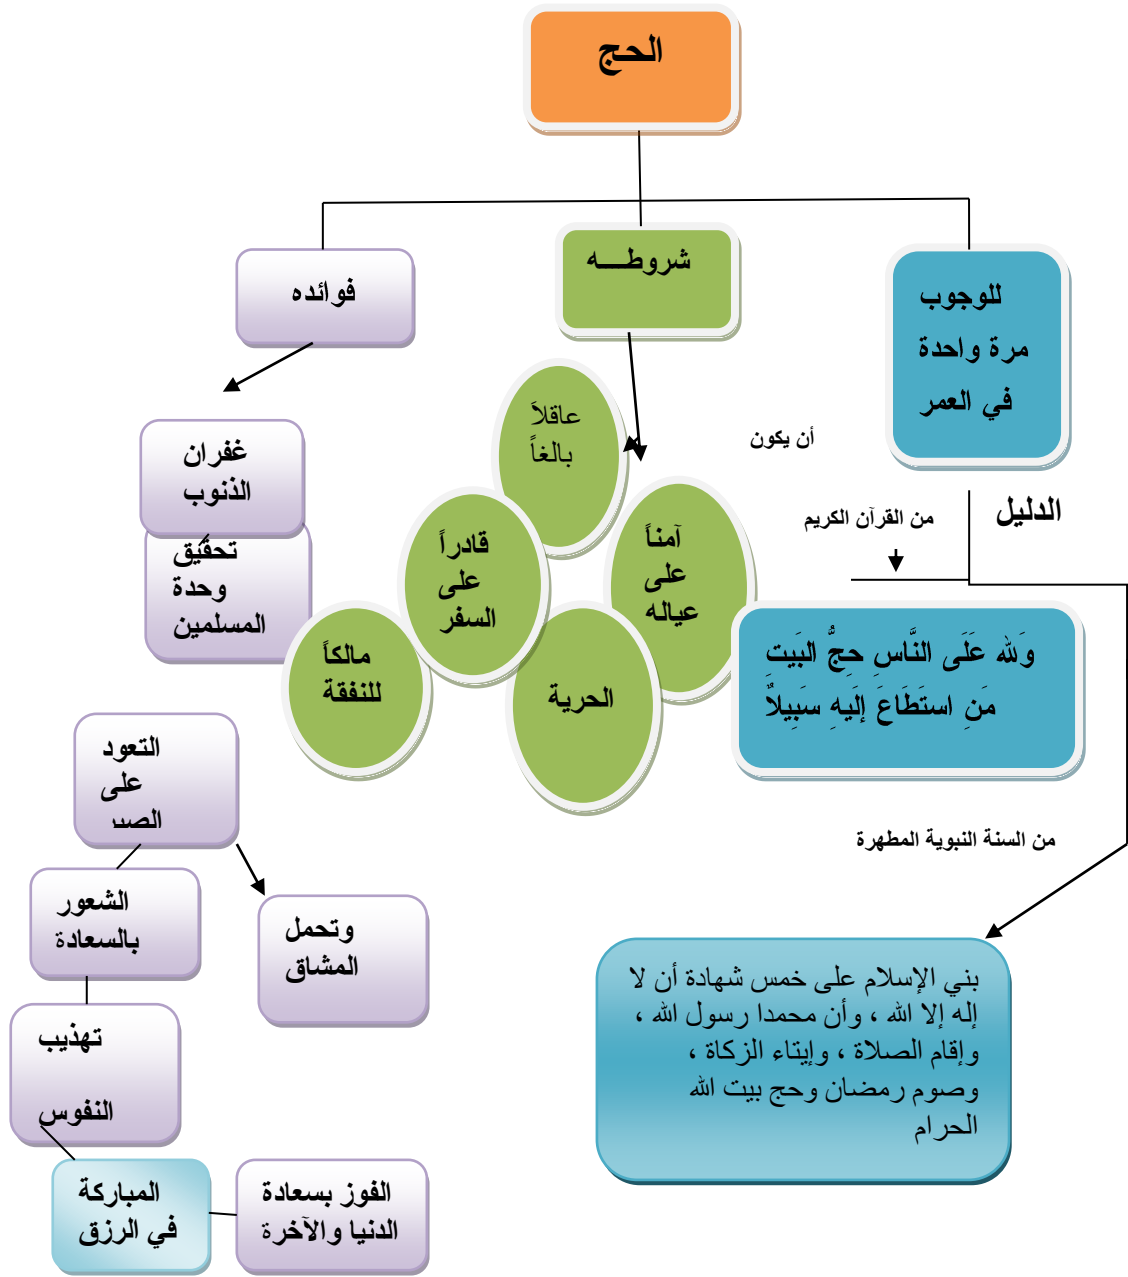 الحج
للوجوب
مرة واحدة
في العمر
شروطـــه
فوائده
أن يكون
عاقلاً
بالغاً
آمناً
على
عياله
قادراً
على
السفر
الحرية
مالكاً
للنفقة
الدليل
من القرآن الكريم
وَلله عَلَى النَّاسِ حِجُّ البَيتِ
مَنِ استَطَاعَ إِلَيهِ سَبِيلاً
من السنة النبوية المطهرة
بني الإسلام على خمس شهادة أن لا
إله إلا الله ، وأن محمدا رسول الله ،
وإقام الصلاة ، وإيتاء الزكاة ،
وصوم رمضان وحج بيت الله
الحرام
غفران
الذنوب
تحقيق
وحدة
المسلمين
التعود
على
الصبر
وتحمل
المشاق
الشعور
بالسعادة
تهذيب
النفوس
المباركة
في الرزق
الفوز بسعادة
الدنيا والآخرة